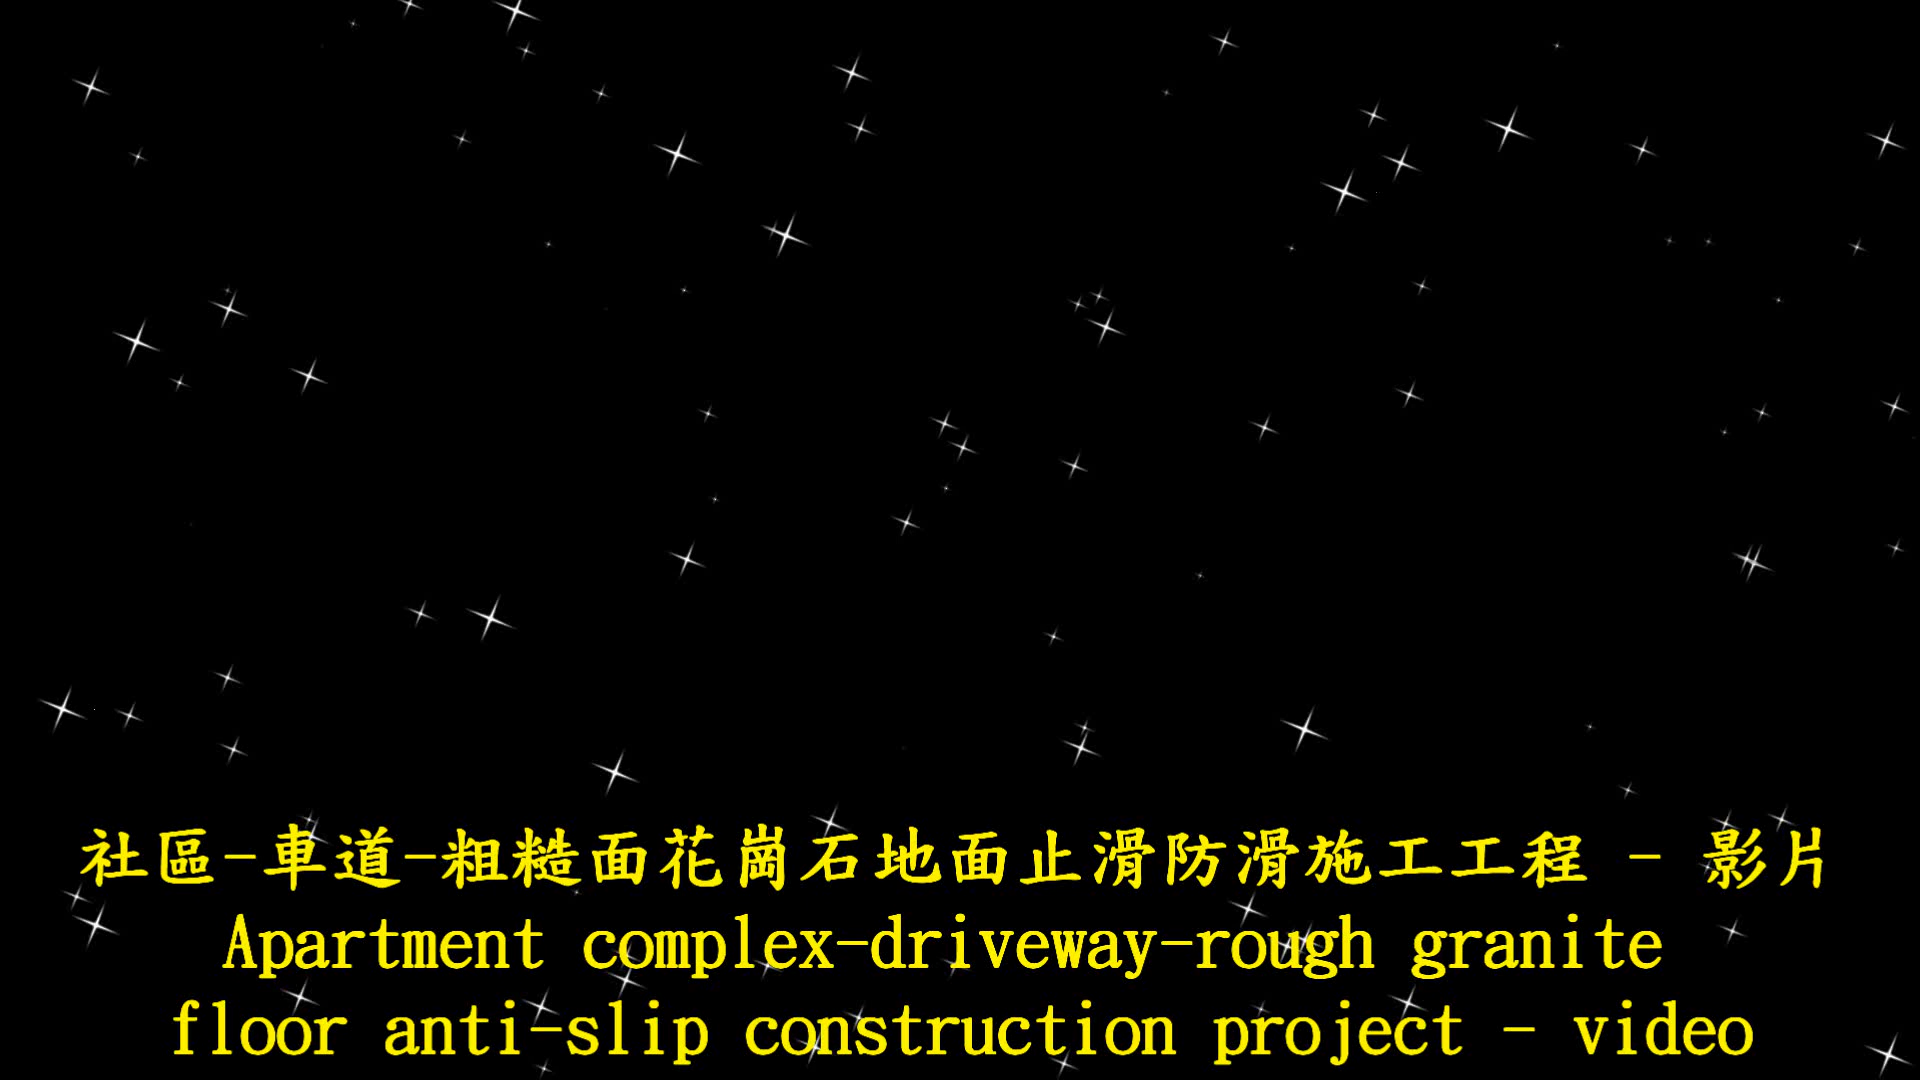 社區-車道-粗糙面花崗石地面止滑防滑施工工程 - 影片
Apartment complex-driveway-rough granite
floor anti-slip construction project - video